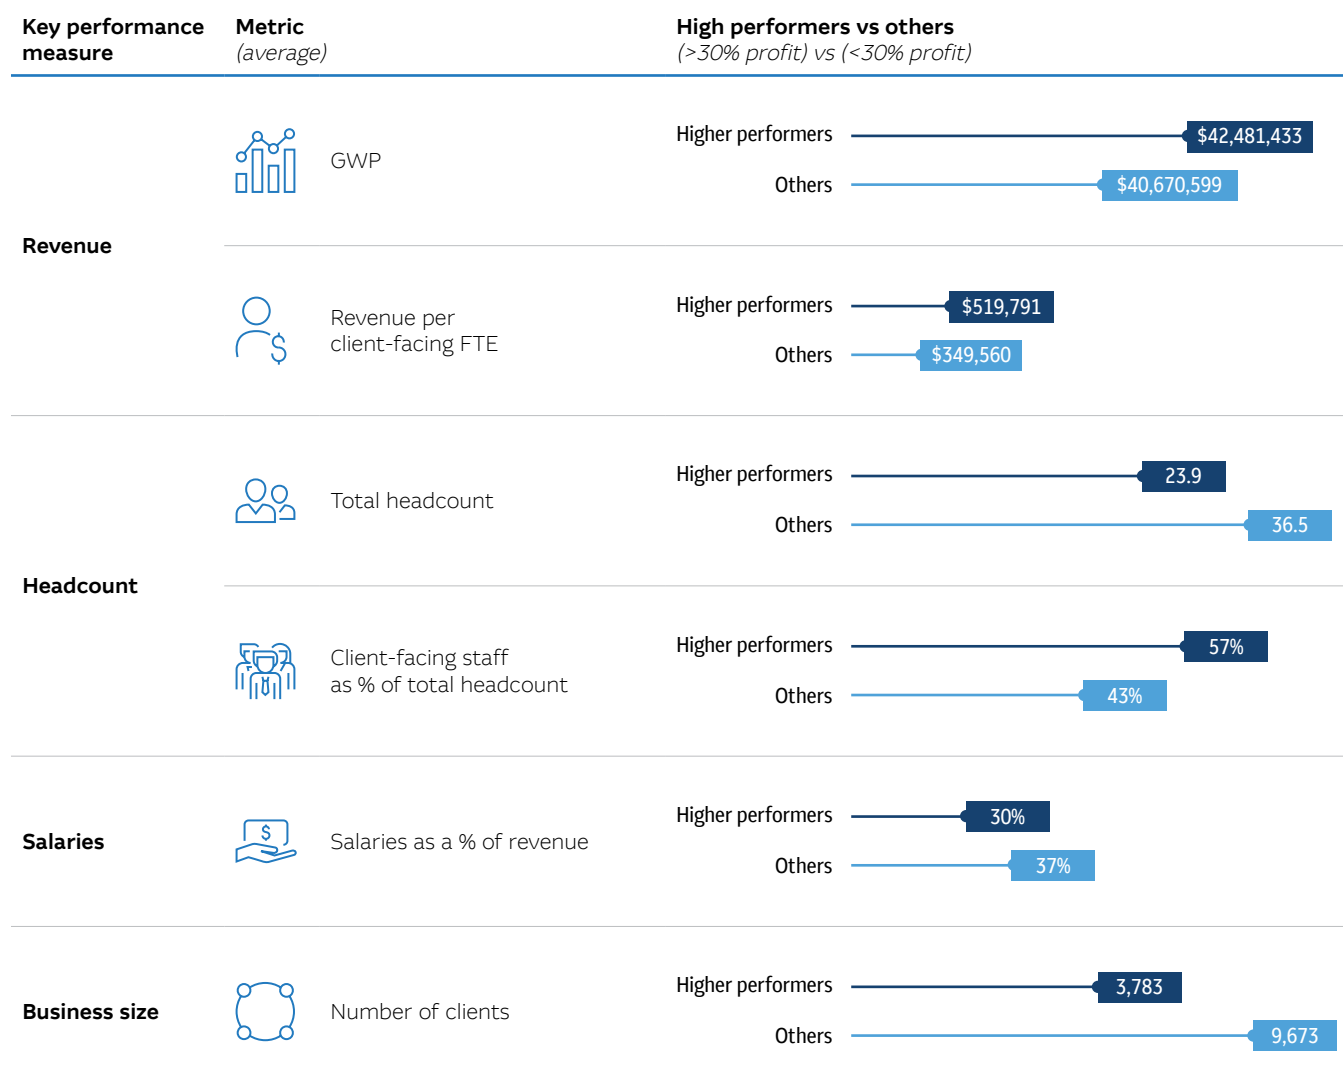 Key performance
measure
Metric
(average)
High performers vs others
(>30% profit) vs (<30% profit)
Revenue
GWP
Higher performers
$42,481,433
Others
$40,670,599
Revenue per
client-facing FTE
$
Higher performers
$519,791
Others
$349,560
Headcount
Total headcount
Higher performers
23.9
Others
36.5
Client-facing staff
as % of total headcount
Higher performers
57%
Others
43%
Salaries
$
Salaries as a % of revenue
Higher performers
30%
Others
37%
Business size
Number of clients
Higher performers
3,783
Others
9,673